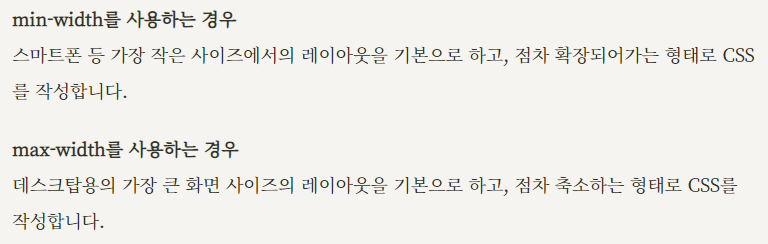 min-width를 사용하는 경우
스마트폰 등 가장 작은 사이즈에서의 레이아웃을 기본으로 하고, 점차 확장되어가는 형태로 CSS
를 작성합니다.
max-width를 사용하는 경우
데스크탑용의 가장 큰 화면 사이즈의 레이아웃을 기본으로 하고, 점차 축소하는 형태로 CSS를
작성합니다.